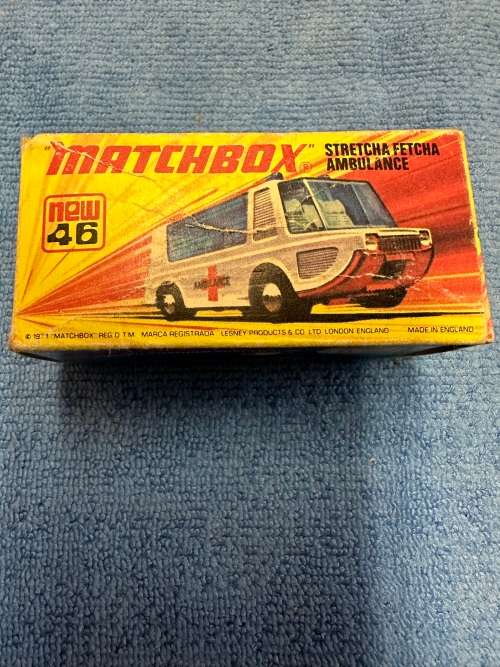 "MATCHBOX"®
STRETCHA FETCHA
AMBULANCE
new
46
AMBULANCE
© 1971 "MATCHBOX" REG'D T.M. MARCA REGISTRADA LESNEY PRODUCTS & CO. LTD. LONDON ENGLAND MADE IN ENGLAND